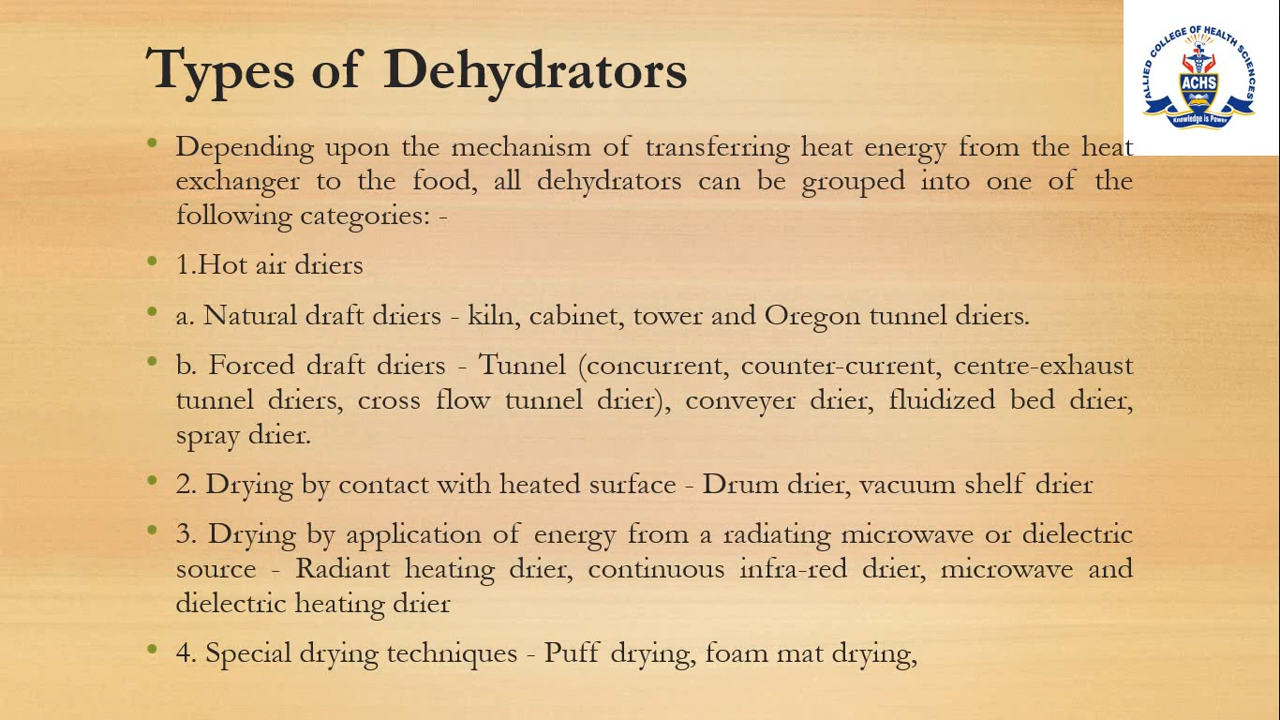 Types of Dehydrators
ALLIED COLLEGE OF HEALTH SCIENCES
ACHS
Knowledge is Power
• Depending upon the mechanism of transferring heat energy from the heat
exchanger to the food, all dehydrators can be grouped into one of the
following categories: -
• 1.Hot air driers
• a. Natural draft driers - kiln, cabinet, tower and Oregon tunnel driers.
• b. Forced draft driers - Tunnel (concurrent, counter-current, centre-exhaust
tunnel driers, cross flow tunnel drier), conveyer drier, fluidized bed drier,
spray drier.
• 2. Drying by contact with heated surface - Drum drier, vacuum shelf drier
• 3. Drying by application of energy from a radiating microwave or dielectric
source - Radiant heating drier, continuous infra-red drier, microwave and
dielectric heating drier
• 4. Special drying techniques - Puff drying, foam mat drying,